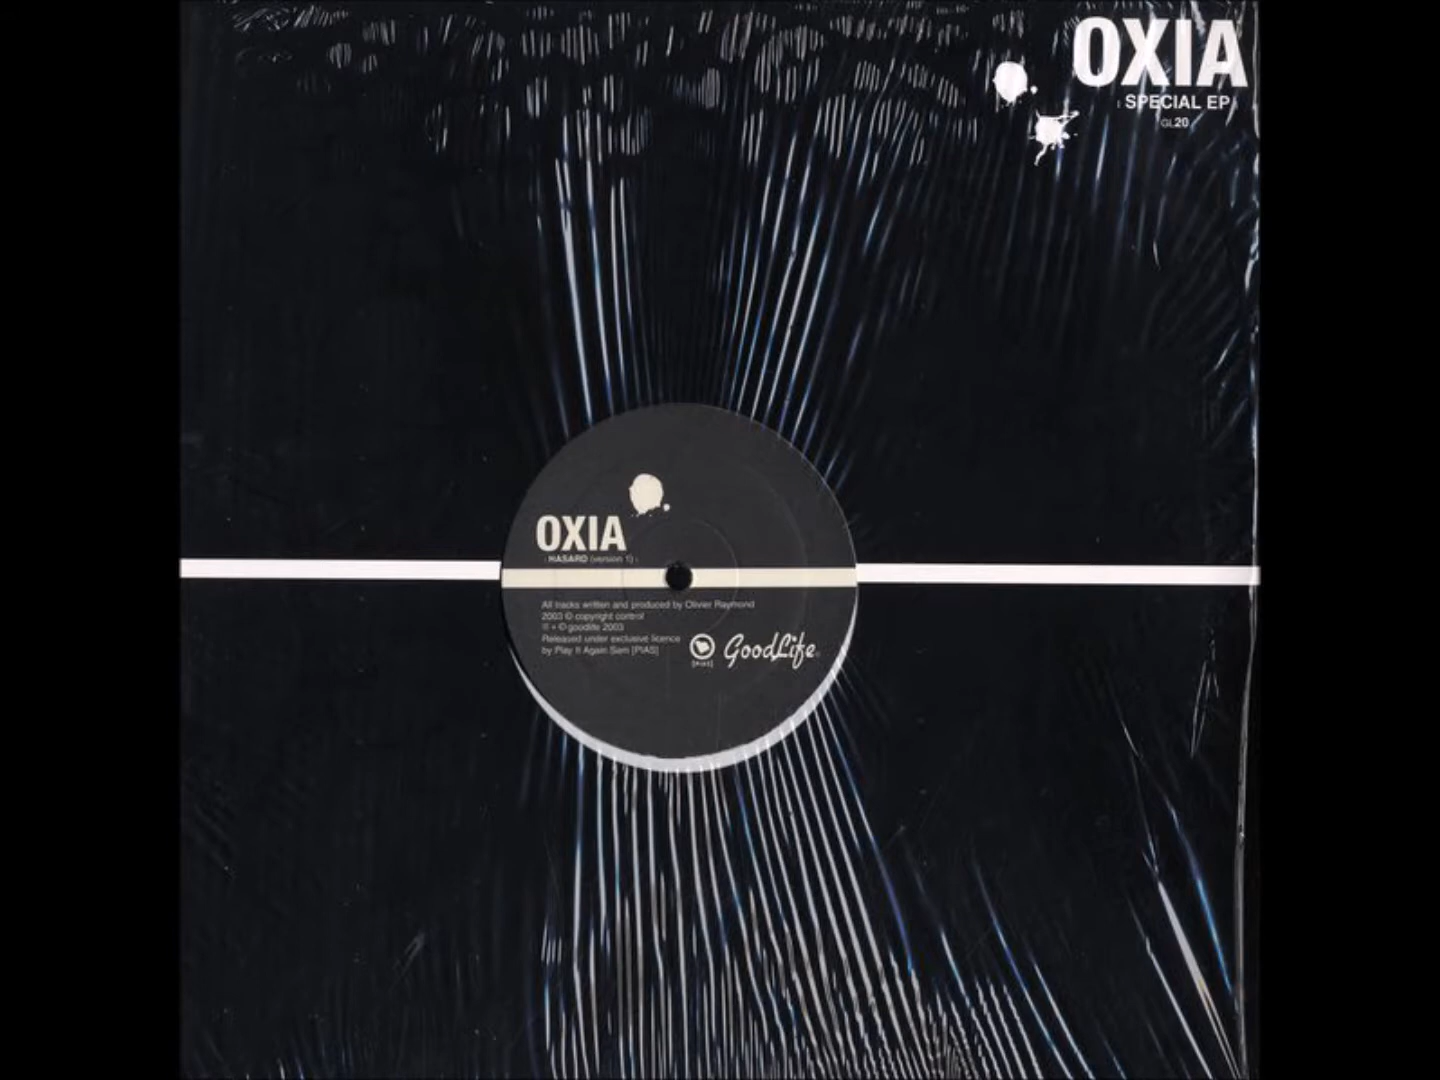 OXIA
SPECIAL EP
GL20
OXIA
HASARD (version 1)
All tracks written and produced by Olivier Raymond
2003 © copyright control
℗ + © goodlife 2003
Released under exclusive licence
by Play It Again Sam [PIAS]
[PIAS]
GoodLife